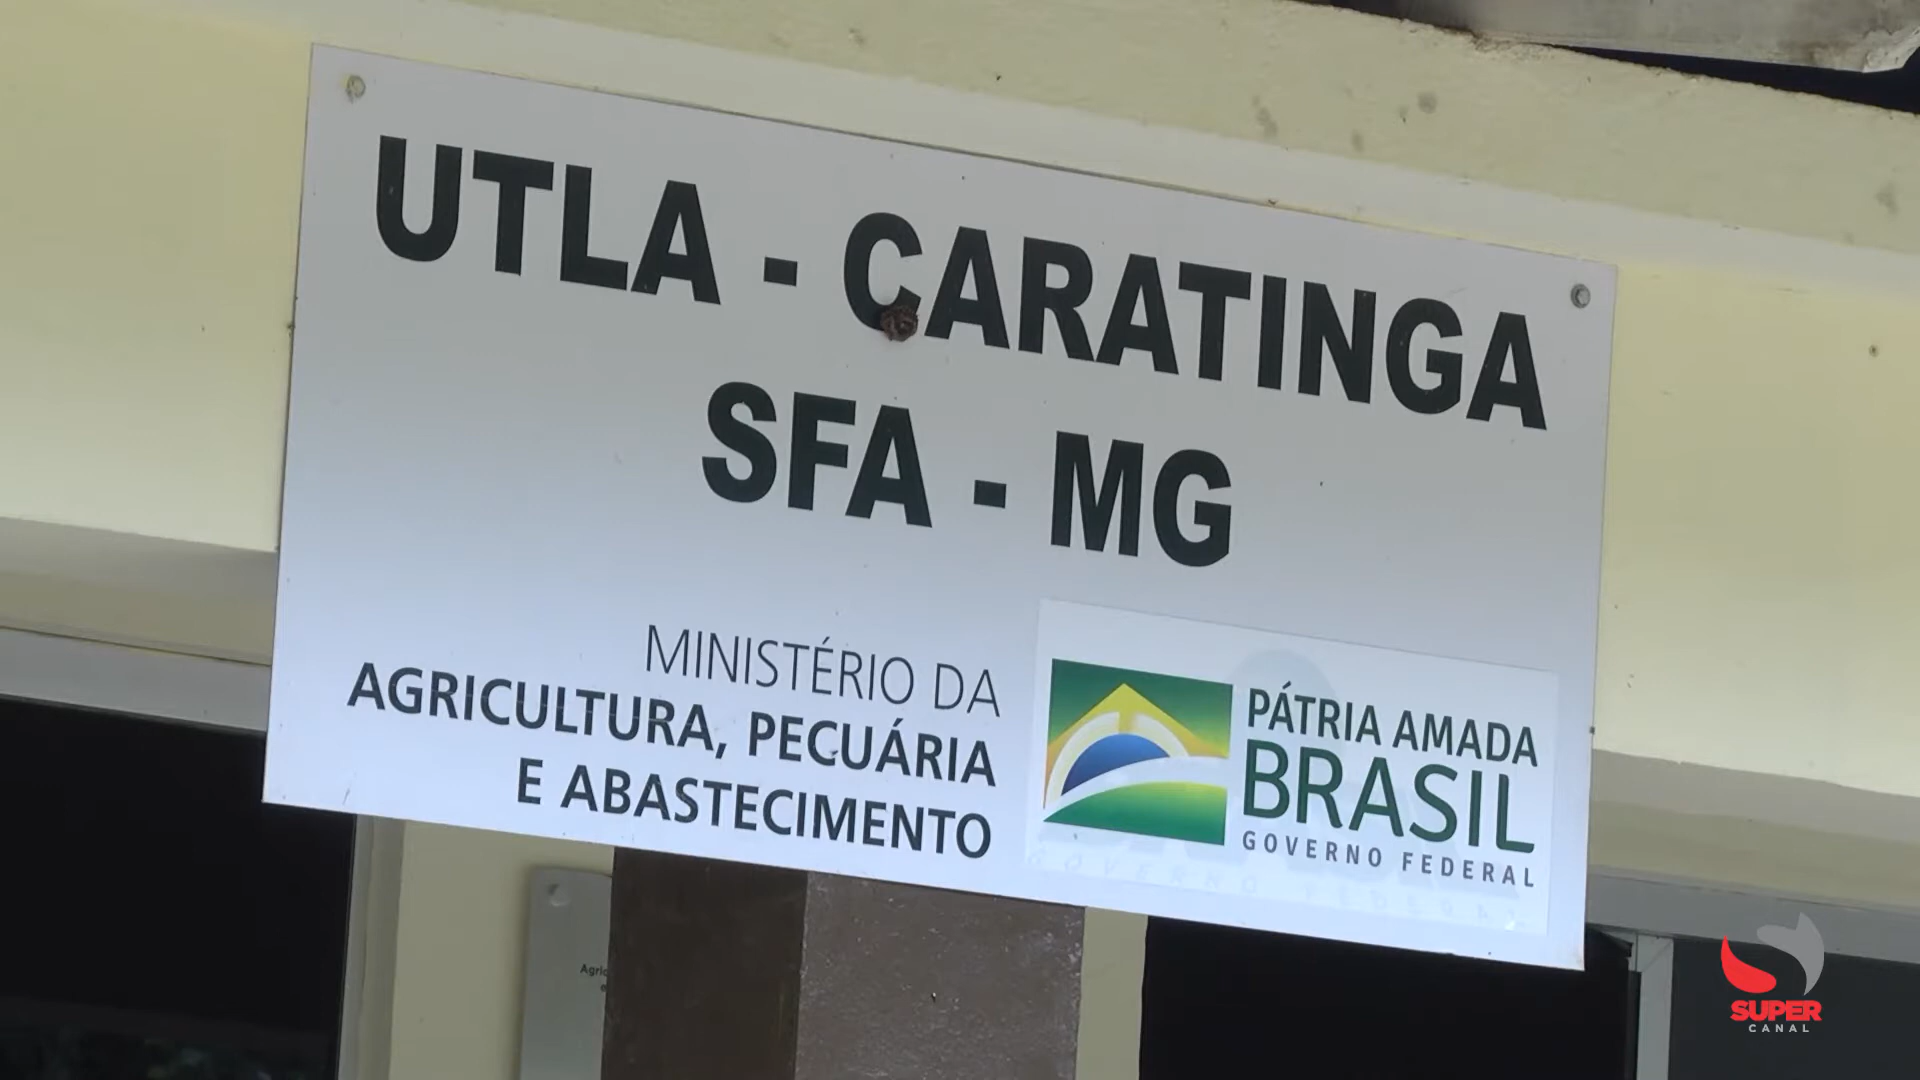 UTLA - CARATINGA
SFA - MG
MINISTÉRIO DA
AGRICULTURA, PECUÁRIA
E ABASTECIMENTO
PÁTRIA AMADA
BRASIL
GOVERNO FEDERAL
SUPER
CANAL